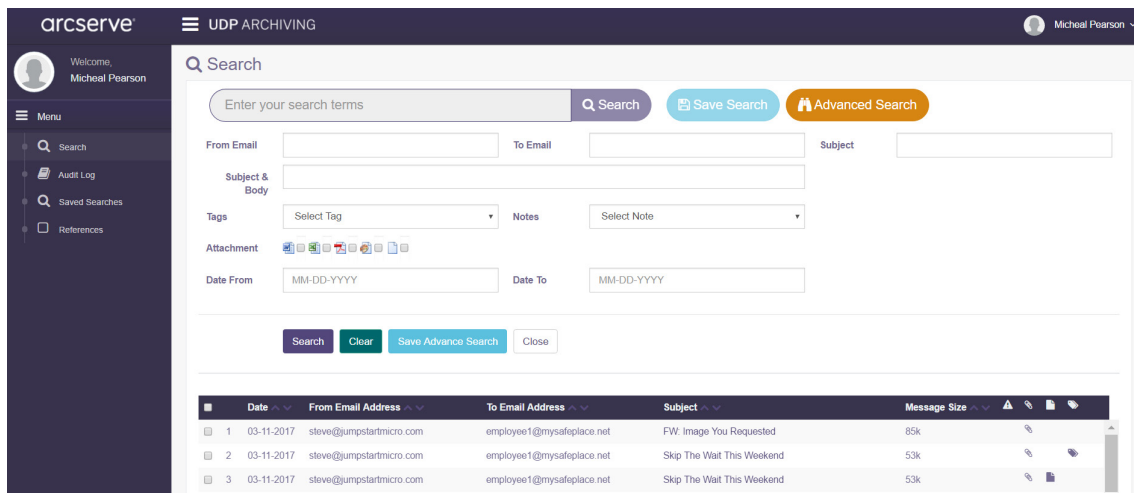 arcserve UDP ARCHIVING Micheal Pearson
Welcome,
Micheal Pearson
Menu
Search
Audit Log
Saved Searches
References
Search
Enter your search terms Search Save Search Advanced Search
From Email To Email Subject
Subject &
Body
Tags Select Tag Notes Select Note
Attachment
Date From MM-DD-YYYY Date To MM-DD-YYYY
Search Clear Save Advance Search Close
Date From Email Address To Email Address Subject Message Size
1 03-11-2017 steve@jumpstartmicro.com employee1@mysafeplace.net FW: Image You Requested 85k
2 03-11-2017 steve@jumpstartmicro.com employee1@mysafeplace.net Skip The Wait This Weekend 53k
3 03-11-2017 steve@jumpstartmicro.com employee1@mysafeplace.net Skip The Wait This Weekend 53k